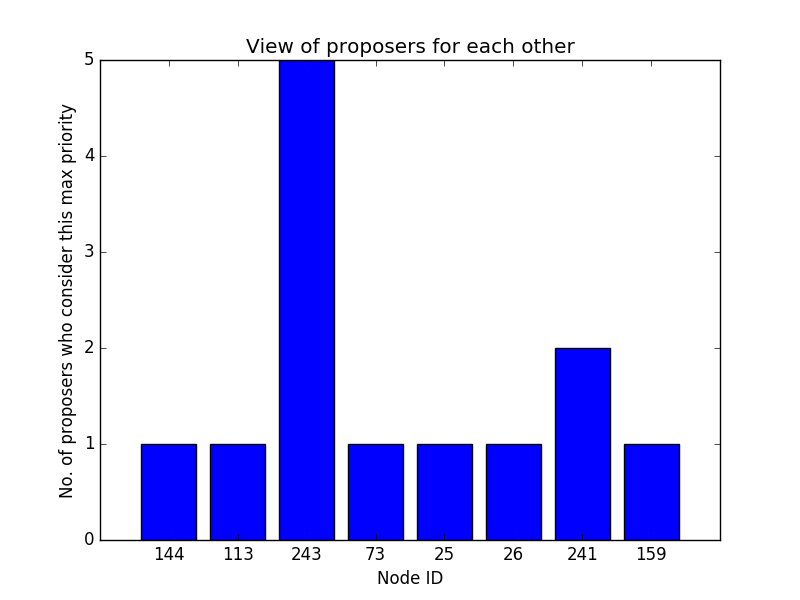 View of proposers for each other
No. of proposers who consider this max priority
5
4
3
2
1
0
144 113 243 73 25 26 241 159
Node ID